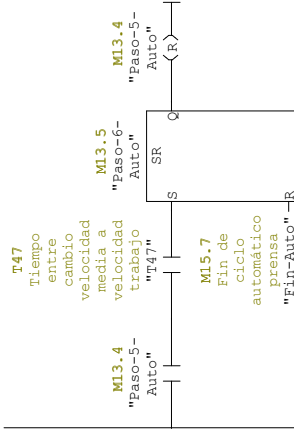 M13.4
"Paso-5-
Auto"
T47
Tiempo
entre
cambio
velocidad
media a
velocidad
trabajo
"T47"
M15.7
Fin de
ciclo
automático
prensa
"Fin-Auto"
M13.5
"Paso-6-
Auto"
SR
S
R
Q
M13.4
"Paso-5-
Auto"
R